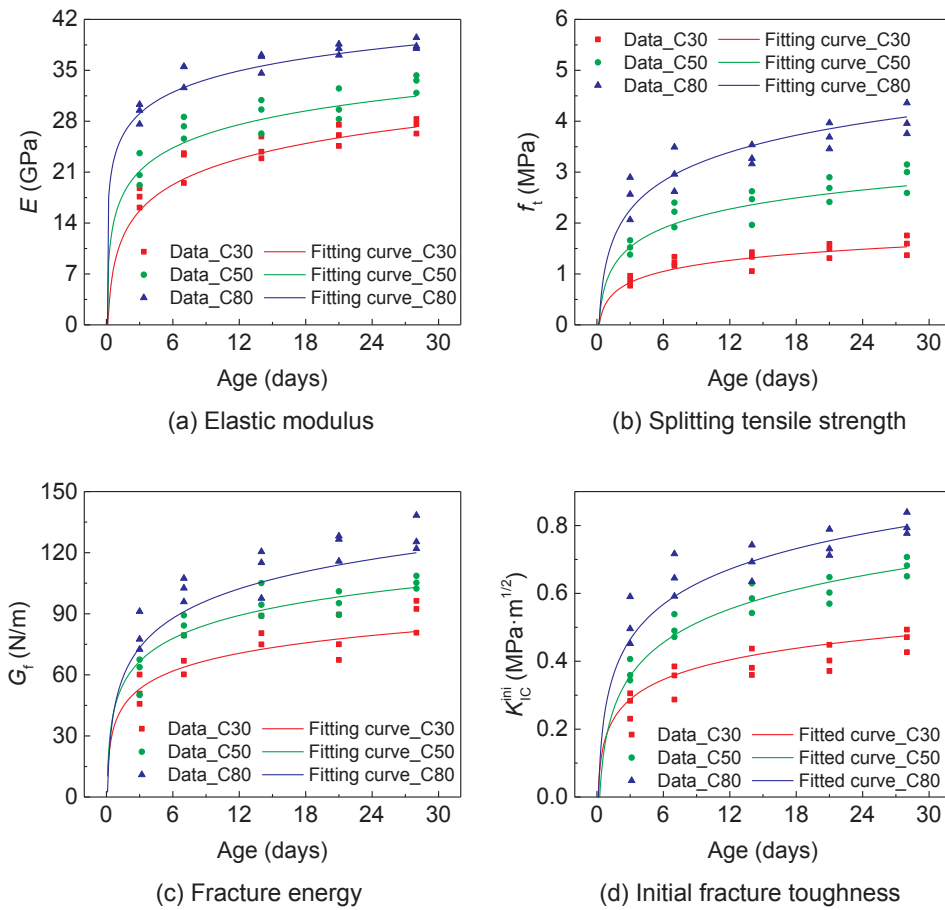 42
35
28
21
14
7
0
E (GPa)
Data_C30 Fitting curve_C30
Data_C50 Fitting curve_C50
Data_C80 Fitting curve_C80
0 6 12 18 24 30
Age (days)
(a) Elastic modulus
6
5
4
3
2
1
0
f_t (MPa)
Data_C30 Fitting curve_C30
Data_C50 Fitting curve_C50
Data_C80 Fitting curve_C80
0 6 12 18 24 30
Age (days)
(b) Splitting tensile strength
150
120
90
60
30
0
G_f (N/m)
Data_C30 Fitting curve_C30
Data_C50 Fitting curve_C50
Data_C80 Fitting curve_C80
0 6 12 18 24 30
Age (days)
(c) Fracture energy
0.8
0.6
0.4
0.2
0.0
K_IC^ini (MPa·m^1/2)
Data_C30 Fitted curve_C30
Data_C50 Fitted curve_C50
Data_C80 Fitted curve_C80
0 6 12 18 24 30
Age (days)
(d) Initial fracture toughness